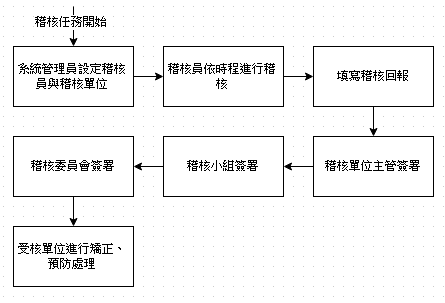 稽核任務開始
系統管理員設定稽核
員與稽核單位
稽核員依時程進行稽
核
填寫稽核回報
稽核單位主管簽署
稽核小組簽署
稽核委員會簽署
受核單位進行矯正、
預防處理